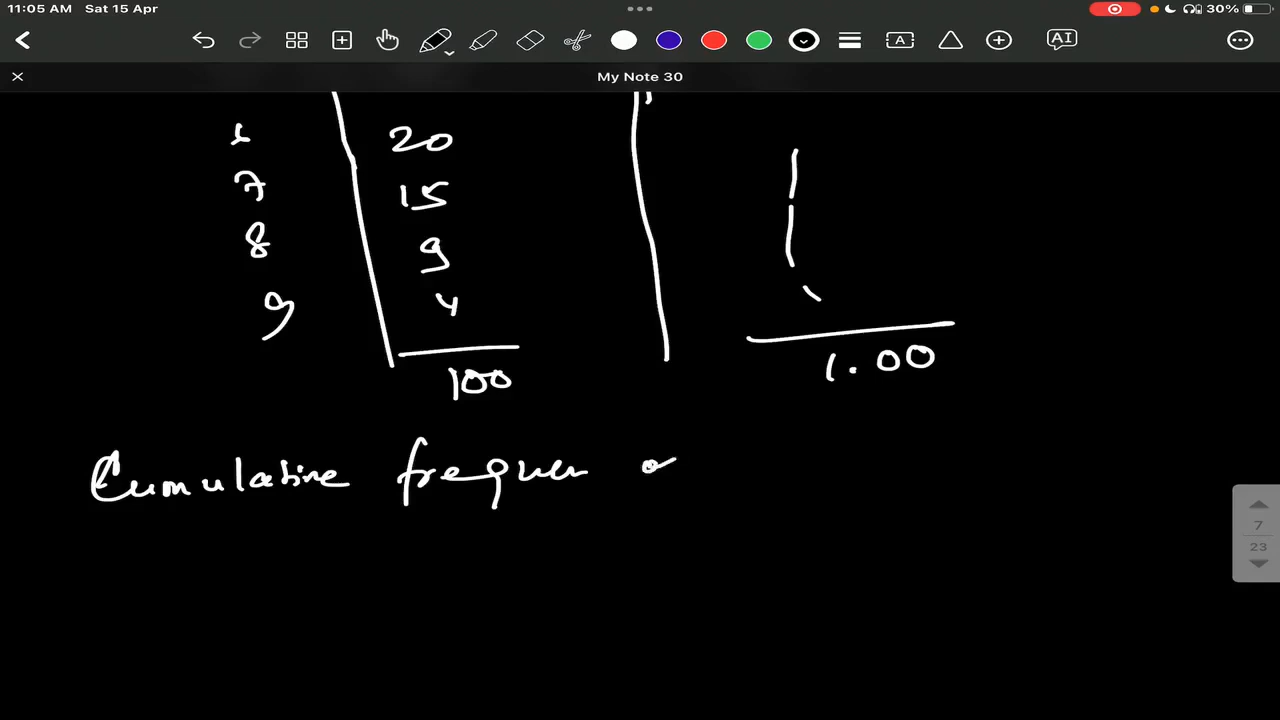 11:05 AM Sat 15 Apr
30%
A
AI
My Note 30
20
7 15
8 9
9 4
100 1.00
Cumulative frequen
7
23